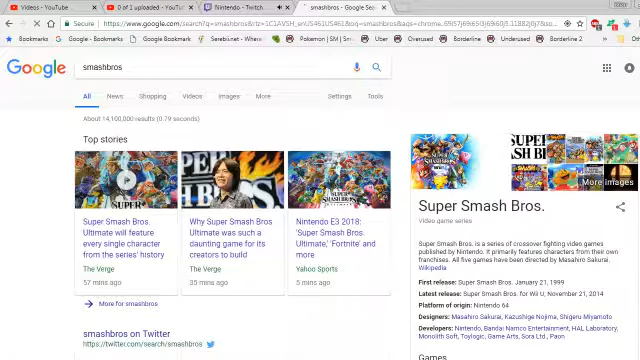 Videos - YouTube
0 of 1 uploaded - YouTube
Nintendo - Twitch
smashbros - Google Sea
Secure
https://www.google.com/search?q=smashbros
Bookmarks
GB Bookmarks
Google
Serebii.net - Where
Pokemon | SM | Smo
Uber
Overused
Borderline
Underused
Borderline 2
Google
smashbros
All
News
Shopping
Videos
Images
More
Settings
Tools
About 14,100,000 results (0.79 seconds)
Top stories
Super Smash Bros.
Ultimate will feature
every single character
from the series' history
The Verge
57 mins ago
Why Super Smash Bros
Ultimate was such a
daunting game for its
creators to build
The Verge
35 mins ago
Nintendo E3 2018:
'Super Smash Bros.
Ultimate,' 'Fortnite' and
more
Yahoo Sports
5 mins ago
More for smashbros
smashbros on Twitter
https://twitter.com/search/smashbros
More images
Super Smash Bros.
Video game series
Super Smash Bros. is a series of crossover fighting video games
published by Nintendo. It primarily features characters from their own
franchises. All five games have been directed by Masahiro Sakurai.
Wikipedia
First release: Super Smash Bros. January 21, 1999
Latest release: Super Smash Bros. for Wii U, November 21, 2014
Platform of origin: Nintendo 64
Designers: Masahiro Sakurai, Kazushige Nojima, Shigeru Miyamoto
Developers: Nintendo, Bandai Namco Entertainment, HAL Laboratory,
Monolith Soft, Toylogic, Game Arts, Sora Ltd., Paon
Games